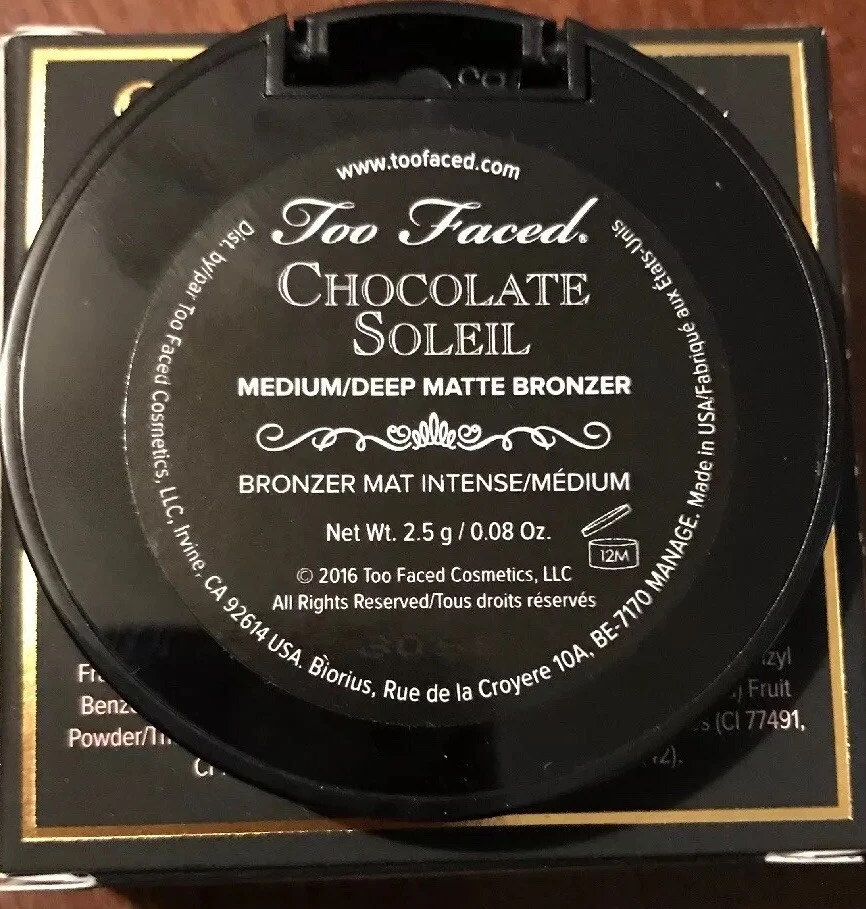 www.toofaced.com
Too Faced®
CHOCOLATE
SOLEIL
MEDIUM/DEEP MATTE BRONZER
BRONZER MAT INTENSE/MÉDIUM
Net Wt. 2.5 g / 0.08 Oz.
12M
© 2016 Too Faced Cosmetics, LLC
All Rights Reserved/Tous droits réservés
Dist. by/par Too Faced Cosmetics, LLC, Irvine, CA 92614 USA. Biorius, Rue de la Croyere 10A, BE-7170 MANAGE. Made in USA/Fabriqué aux États-Unis
Fruit
(CI 77491,
Powder